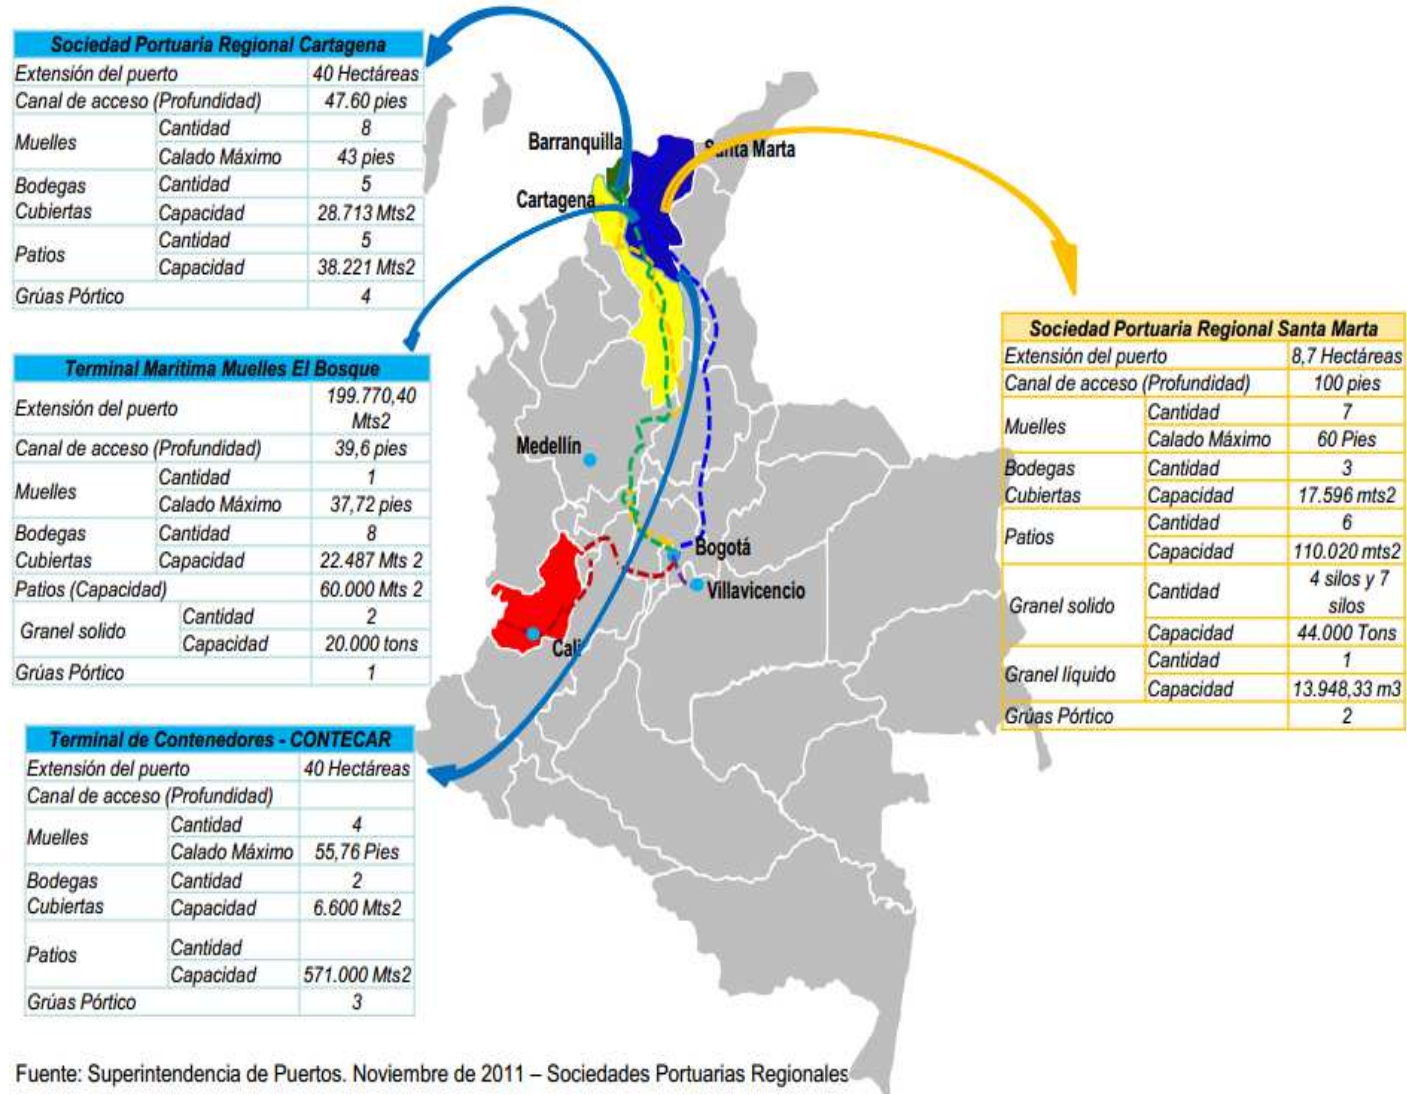 Sociedad Portuaria Regional Cartagena
Extensión del puerto 40 Hectáreas
Canal de acceso (Profundidad) 47.60 pies
Muelles Cantidad 8
Calado Máximo 43 pies
Bodegas Cubiertas Cantidad 5
Capacidad 28.713 Mts2
Patios Cantidad 5
Capacidad 38.221 Mts2
Grúas Pórtico 4
Terminal Marítima Muelles El Bosque
Extensión del puerto 199.770,40 Mts2
Canal de acceso (Profundidad) 39,6 pies
Muelles Cantidad 1
Calado Máximo 37,72 pies
Bodegas Cubiertas Cantidad 8
Capacidad 22.487 Mts 2
Patios (Capacidad) 60.000 Mts 2
Granel solido Cantidad 2
Capacidad 20.000 tons
Grúas Pórtico 1
Terminal de Contenedores - CONTECAR
Extensión del puerto 40 Hectáreas
Canal de acceso (Profundidad)
Muelles Cantidad 4
Calado Máximo 55,76 Pies
Bodegas Cubiertas Cantidad 2
Capacidad 6.600 Mts2
Patios Cantidad
Capacidad 571.000 Mts2
Grúas Pórtico 3
Barranquilla
Santa Marta
Cartagena
Medellín
Bogotá
Villavicencio
Cali
Sociedad Portuaria Regional Santa Marta
Extensión del puerto 8,7 Hectáreas
Canal de acceso (Profundidad) 100 pies
Muelles Cantidad 7
Calado Máximo 60 Pies
Bodegas Cubiertas Cantidad 3
Capacidad 17.596 mts2
Patios Cantidad 6
Capacidad 110.020 mts2
Granel solido Cantidad 4 silos y 7 silos
Capacidad 44.000 Tons
Granel líquido Cantidad 1
Capacidad 13.948,33 m3
Grúas Pórtico 2
Fuente: Superintendencia de Puertos. Noviembre de 2011 – Sociedades Portuarias Regionales